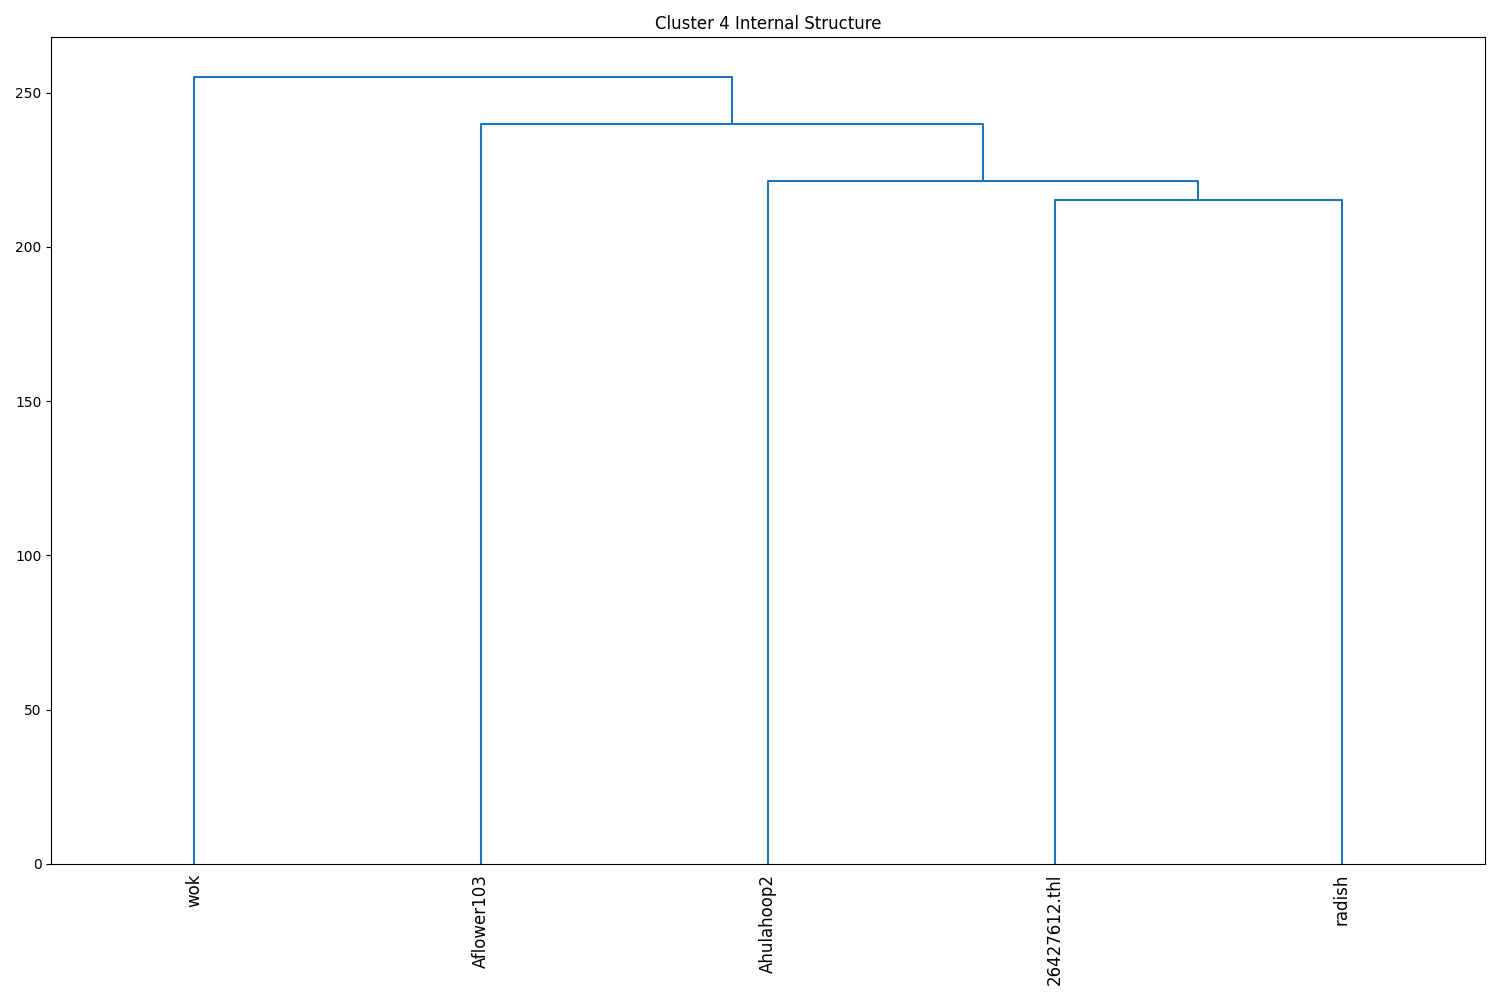 Cluster 4 Internal Structure
250
200
150
100
50
0
wok
Aflower103
Ahulahoop2
26427612.thl
radish